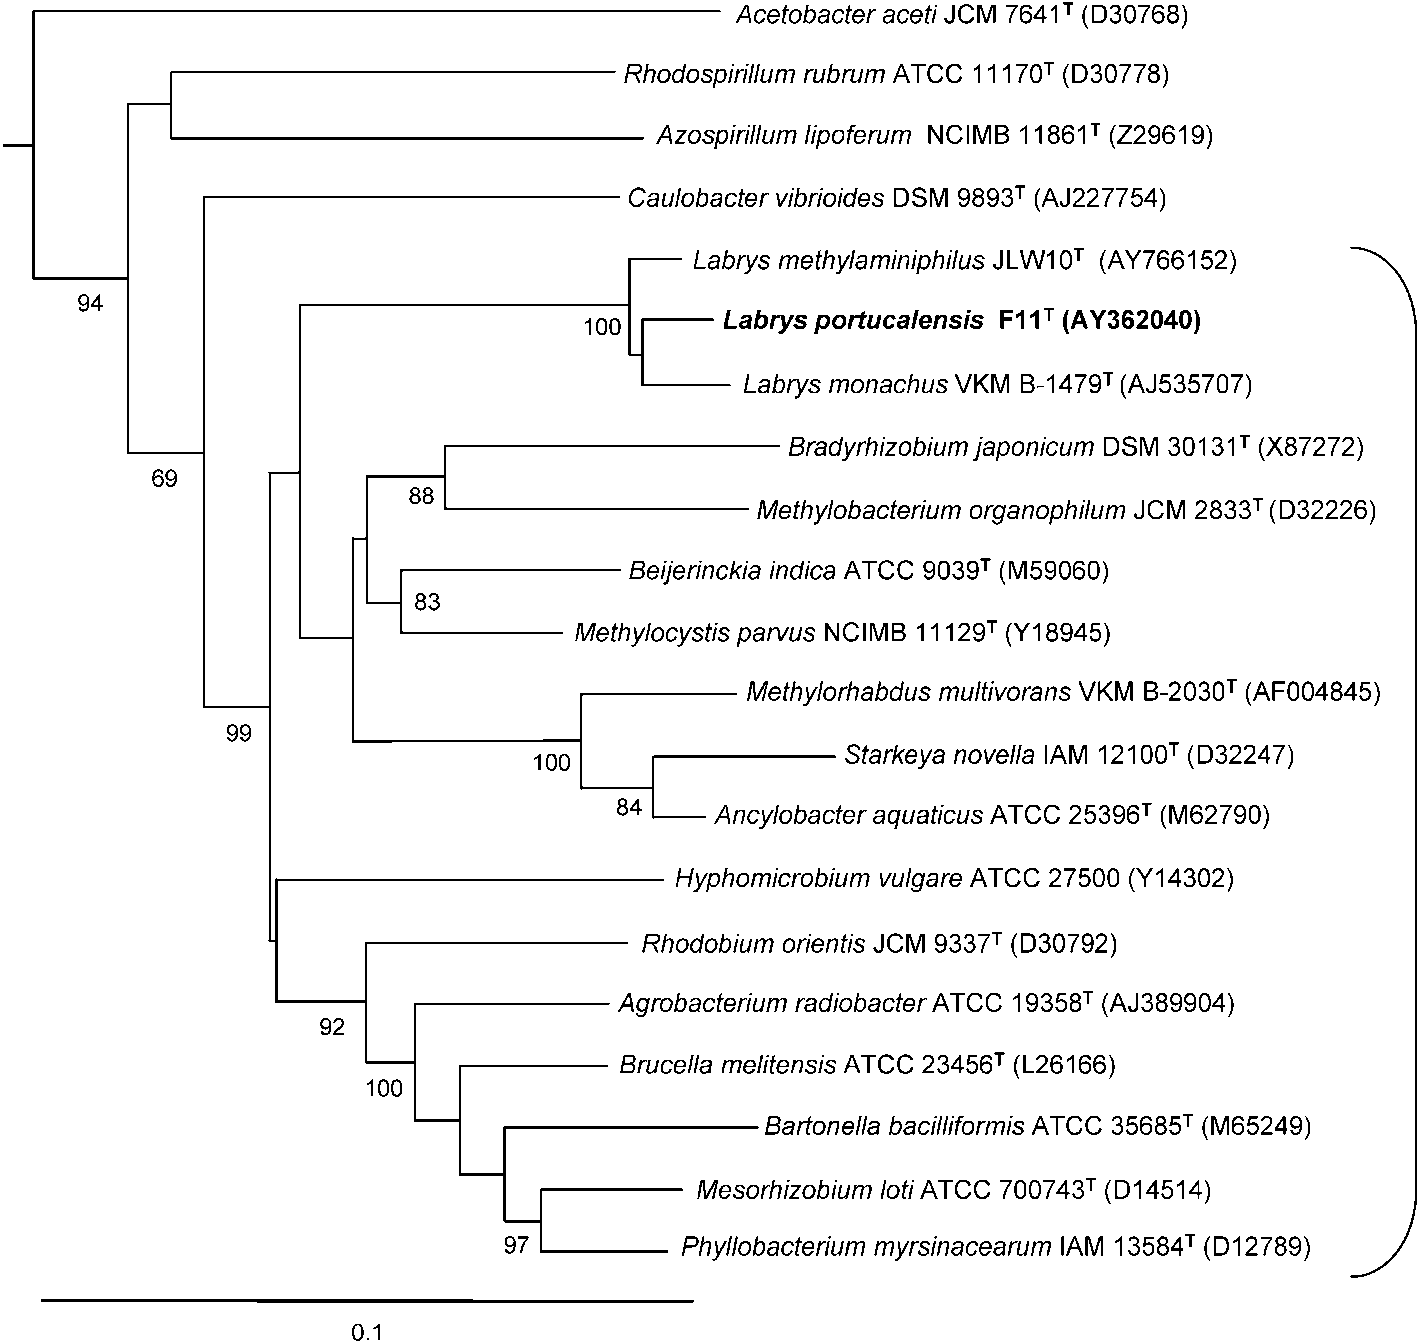 Acetobacter aceti JCM 7641ᵀ (D30768)
Rhodospirillum rubrum ATCC 11170ᵀ (D30778)
Azospirillum lipoferum NCIMB 11861ᵀ (Z29619)
Caulobacter vibrioides DSM 9893ᵀ (AJ227754)
Labrys methylaminiphilus JLW10ᵀ (AY766152)
94
100
Labrys portucalensis F11ᵀ (AY362040)
Labrys monachus VKM B-1479ᵀ (AJ535707)
Bradyrhizobium japonicum DSM 30131ᵀ (X87272)
69
88
Methylobacterium organophilum JCM 2833ᵀ (D32226)
Beijerinckia indica ATCC 9039ᵀ (M59060)
83
Methylocystis parvus NCIMB 11129ᵀ (Y18945)
Methylorhabdus multivorans VKM B-2030ᵀ (AF004845)
99
100
Starkeya novella IAM 12100ᵀ (D32247)
84
Ancylobacter aquaticus ATCC 25396ᵀ (M62790)
Hyphomicrobium vulgare ATCC 27500 (Y14302)
Rhodobium orientis JCM 9337ᵀ (D30792)
Agrobacterium radiobacter ATCC 19358ᵀ (AJ389904)
92
Brucella melitensis ATCC 23456ᵀ (L26166)
100
Bartonella bacilliformis ATCC 35685ᵀ (M65249)
Mesorhizobium loti ATCC 700743ᵀ (D14514)
97
Phyllobacterium myrsinacearum IAM 13584ᵀ (D12789)
0.1